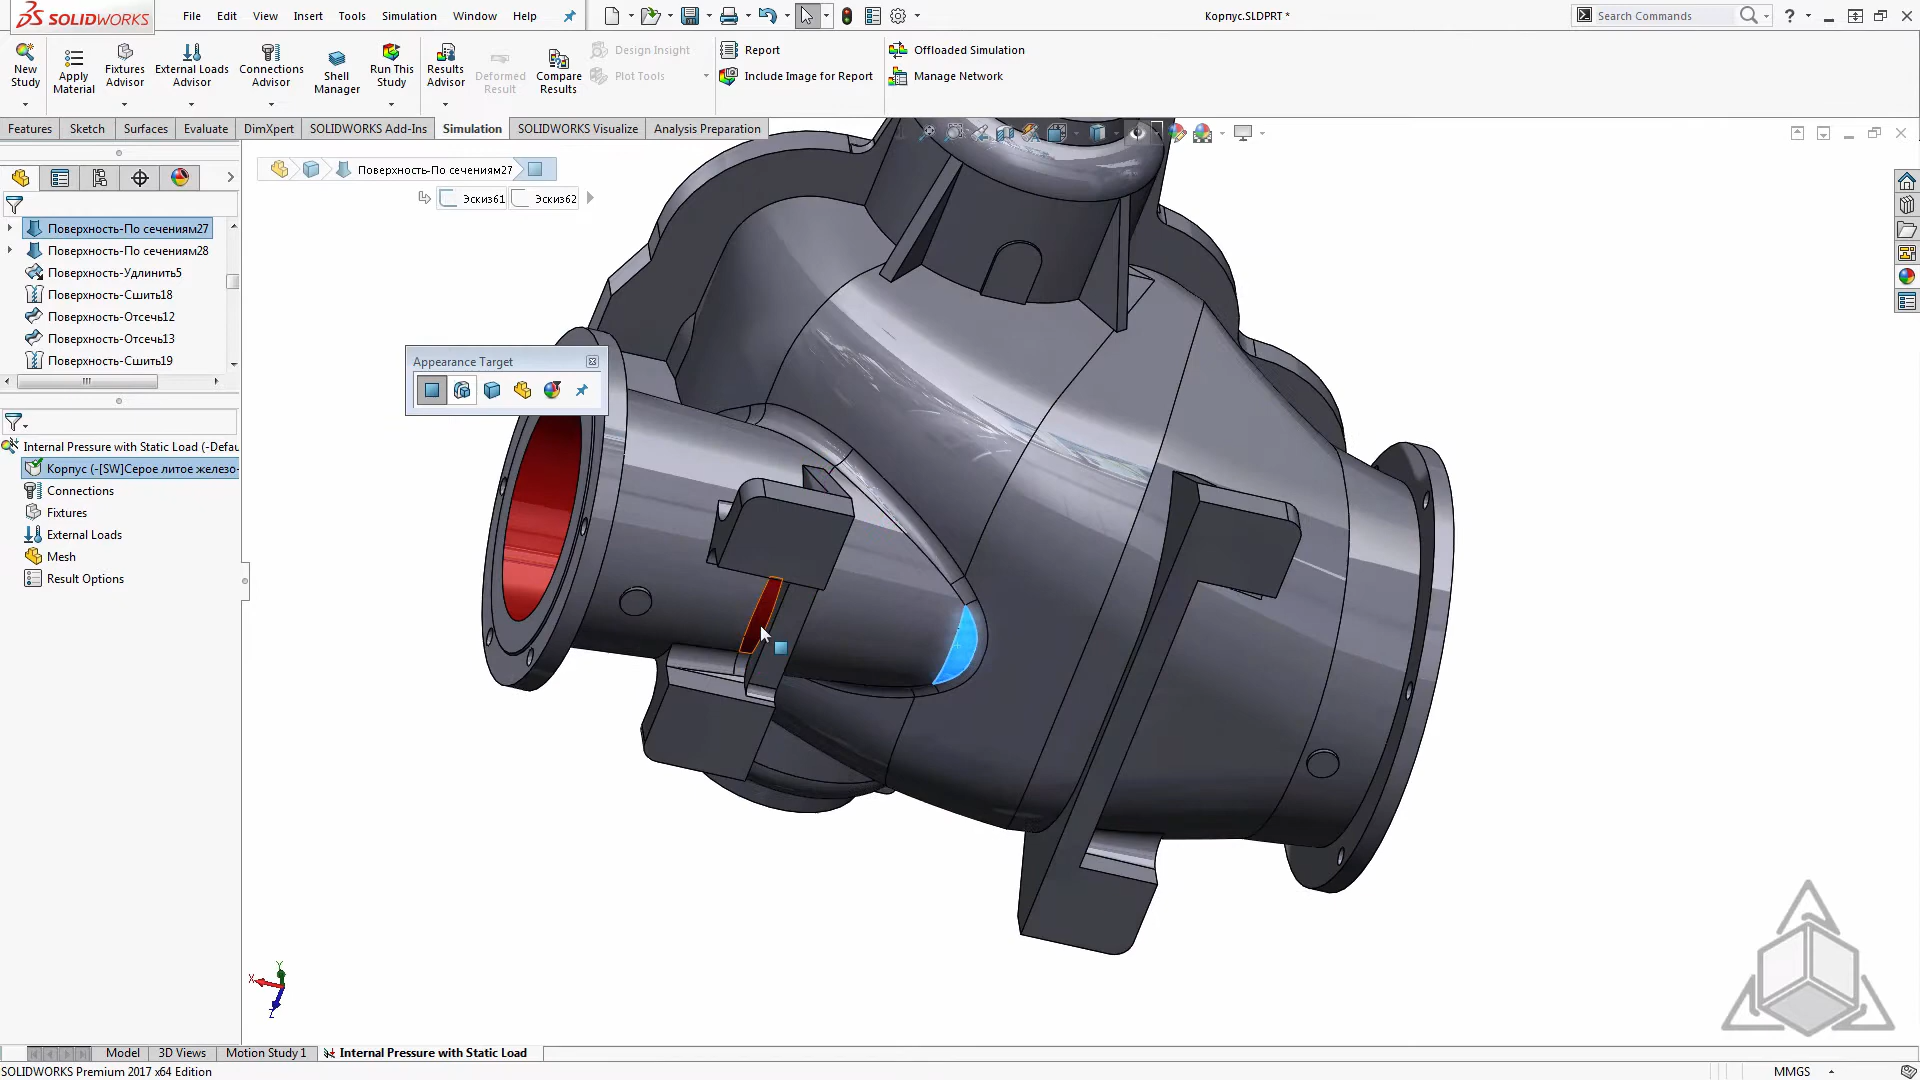 SOLIDWORKS
File Edit View Insert Tools Simulation Window Help
Корпус.SLDPRT *
Search Commands
New Study
Apply Material
Fixtures Advisor
External Loads Advisor
Connections Advisor
Shell Manager
Run This Study
Results Advisor
Deformed Result
Compare Results
Design Insight
Plot Tools
Report
Include Image for Report
Offloaded Simulation
Manage Network
Features Sketch Surfaces Evaluate DimXpert SOLIDWORKS Add-Ins Simulation SOLIDWORKS Visualize Analysis Preparation
Поверхность-По сечениям27
Эскиз61 Эскиз62
Поверхность-По сечениям27
Поверхность-По сечениям28
Поверхность-Удлинить5
Поверхность-Сшить18
Поверхность-Отсечь12
Поверхность-Отсечь13
Поверхность-Сшить19
Appearance Target
Internal Pressure with Static Load (-Defau
Корпус (-[SW]Серое литое железо-
Connections
Fixtures
External Loads
Mesh
Result Options
X Y Z
Model 3D Views Motion Study 1 Internal Pressure with Static Load
SOLIDWORKS Premium 2017 x64 Edition
MMGS